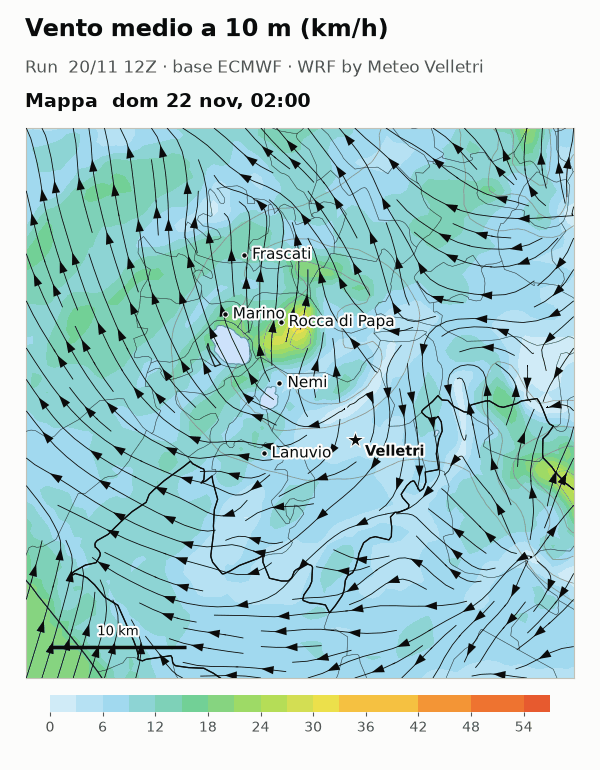 Vento medio a 10 m (km/h)
Run  20/11 12Z · base ECMWF · WRF by Meteo Velletri
Mappa  dom 22 nov, 02:00
Frascati
Marino
Rocca di Papa
Nemi
Velletri
Lanuvio
10 km
0 6 12 18 24 30 36 42 48 54